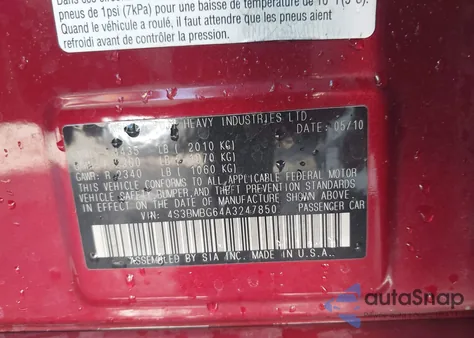 pneus de 1psi (7kPa) pour une baisse de température de
Quand le véhicule a roulé, il faut attendre que les pneus aient
refroidi avant de contrôler la pression.
HEAVY INDUSTRIES LTD.
DATE: 05/10
LB ( 2010 KG)
LB ( KG)
GAWR: R 2340 LB ( 1060 KG)
THIS VEHICLE CONFORMS TO ALL APPLICABLE FEDERAL MOTOR
VEHICLE SAFETY, BUMPER, AND THEFT PREVENTION STANDARDS
IN EFFECT ON THE DATE OF MANUFACTURE SHOWN ABOVE.
VIN: 4S3BMBG64A3247850 PASSENGER CAR
ASSEMBLED BY SIA INC. MADE IN U.S.A.
autoSnap